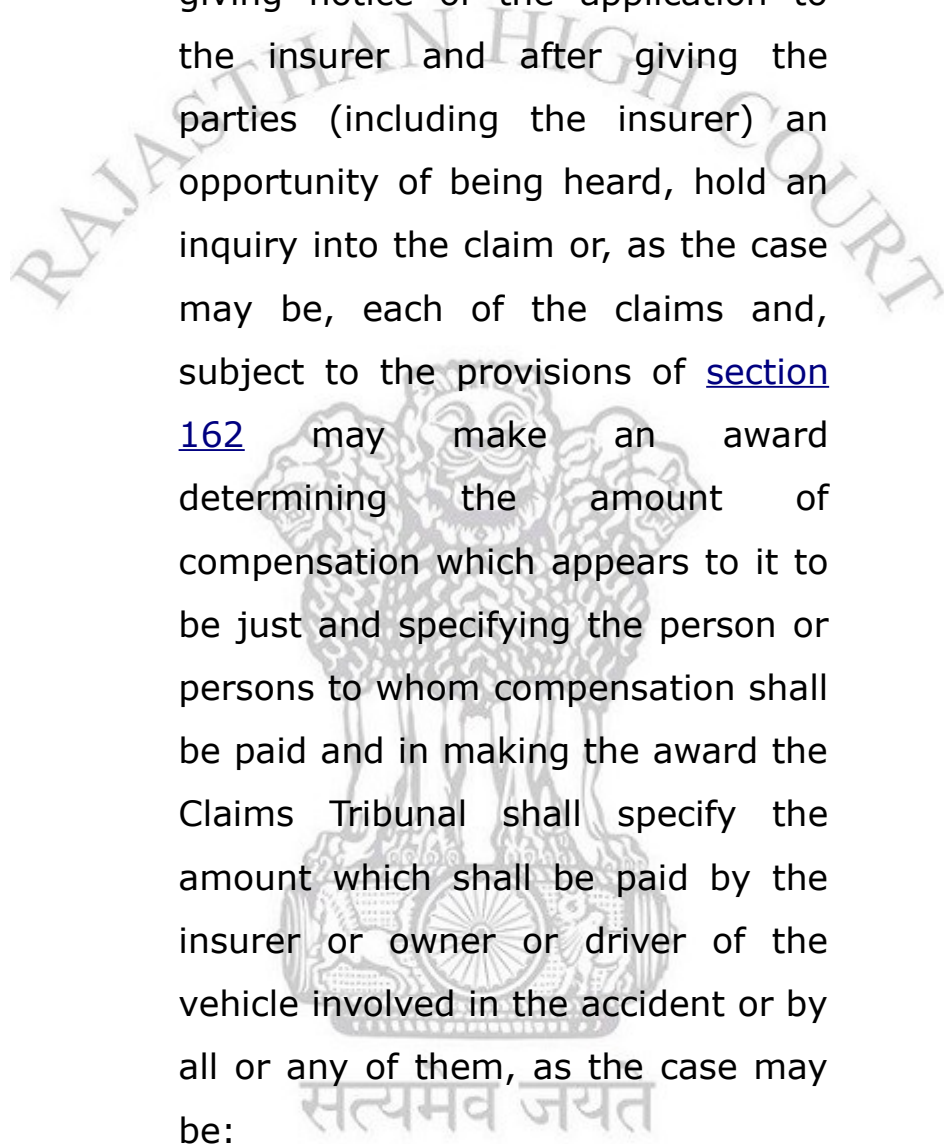 giving notice of the application to
the insurer and after giving the
parties (including the insurer) an
opportunity of being heard, hold an
inquiry into the claim or, as the case
may be, each of the claims and,
subject to the provisions of section
162 may make an award
determining the amount of
compensation which appears to it to
be just and specifying the person or
persons to whom compensation shall
be paid and in making the award the
Claims Tribunal shall specify the
amount which shall be paid by the
insurer or owner or driver of the
vehicle involved in the accident or by
all or any of them, as the case may
be:
RAJASTHAN HIGH COURT
सत्यमेव जयते